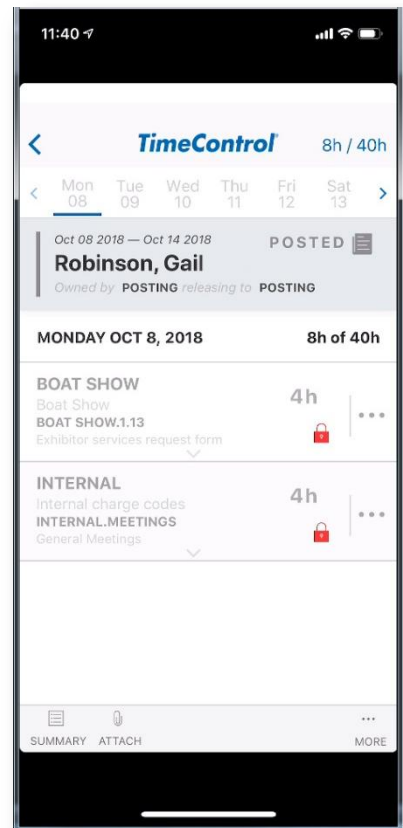 11:40
TimeControl
8h / 40h
Mon Tue Wed Thu Fri Sat
08 09 10 11 12 13
Oct 08 2018 — Oct 14 2018
POSTED
Robinson, Gail
Owned by POSTING releasing to POSTING
MONDAY OCT 8, 2018 8h of 40h
BOAT SHOW
4h
Boat Show
BOAT SHOW.1.13
Exhibitor services request form
INTERNAL
4h
Internal charge codes
INTERNAL.MEETINGS
General Meetings
SUMMARY ATTACH MORE